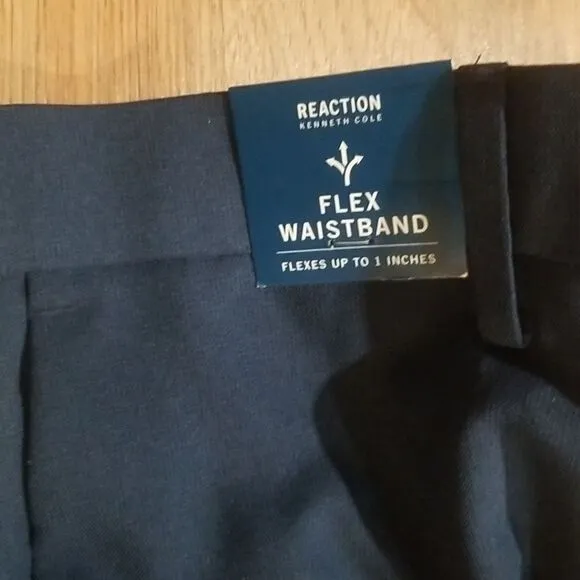 REACTION
KENNETH COLE
FLEX
WAISTBAND
FLEXES UP TO 1 INCHES